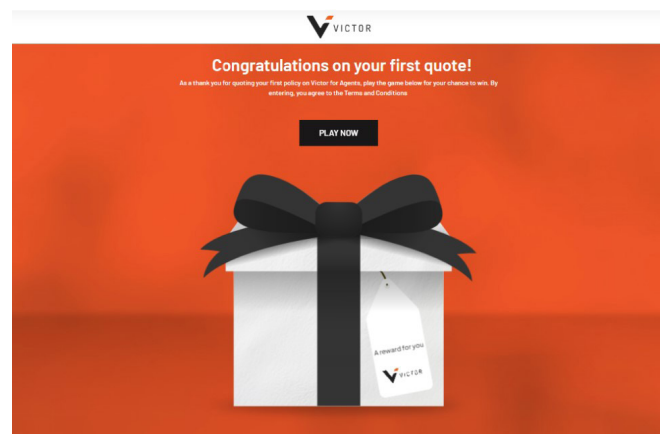 VICTOR
Congratulations on your first quote!
As a thank you for quoting your first policy on Victor for Agents, play the game below for your chance to win. By
entering, you agree to the Terms and Conditions
PLAY NOW
A reward for you
VICTOR